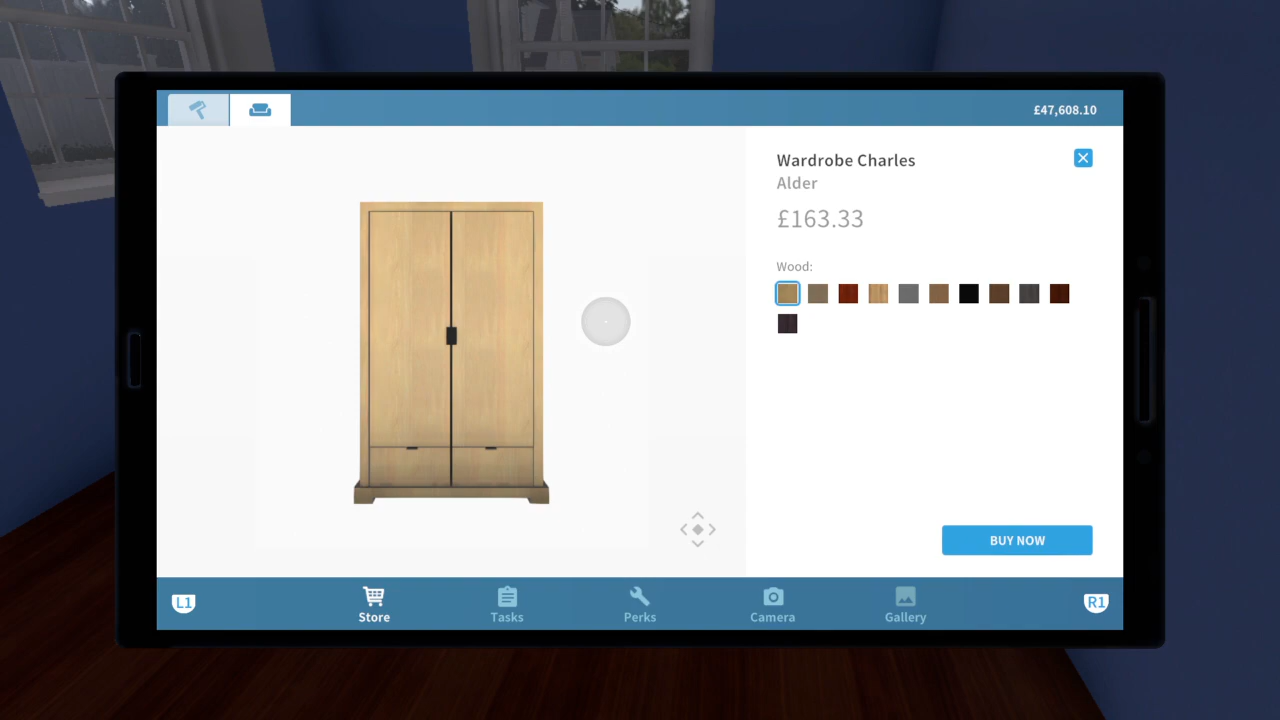 £47,608.10
Wardrobe Charles
Alder
£163.33
Wood:
BUY NOW
L1
Store
Tasks
Perks
Camera
Gallery
R1